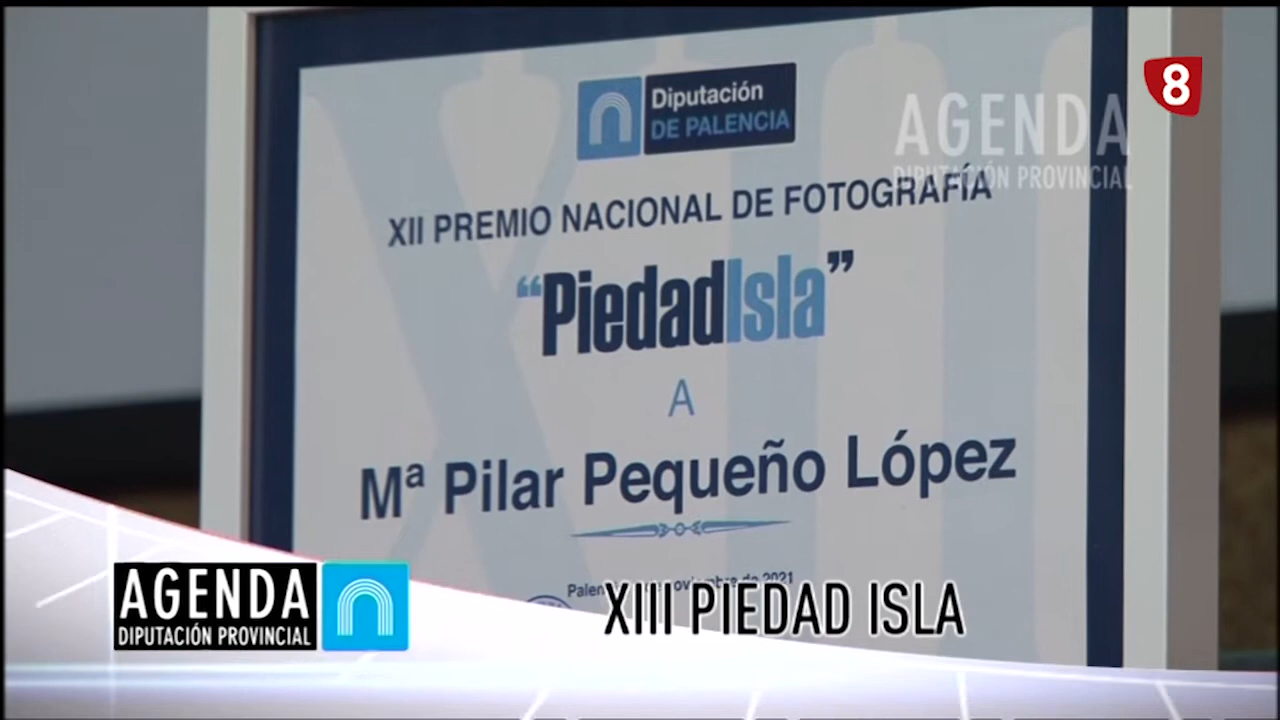 8
AGENDA
DIPUTACIÓN PROVINCIAL
Diputación
DE PALENCIA
XII PREMIO NACIONAL DE FOTOGRAFÍA
“PiedadIsla”
A
Mª Pilar Pequeño López
2021
AGENDA
DIPUTACIÓN PROVINCIAL
XIII PIEDAD ISLA